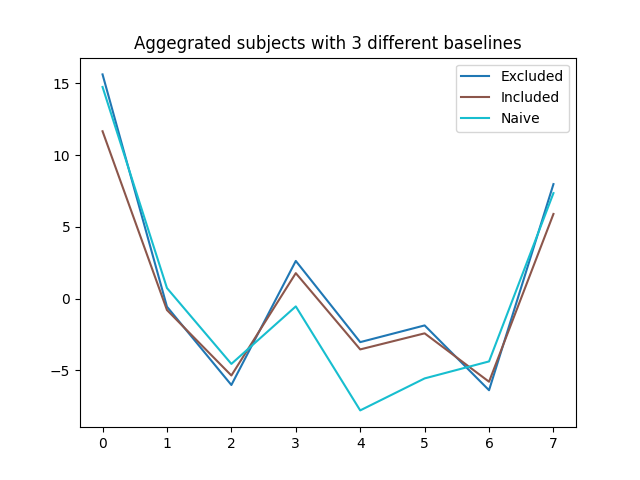 Aggegrated subjects with 3 different baselines
Excluded
Included
Naive
15
10
5
0
−5
0 1 2 3 4 5 6 7